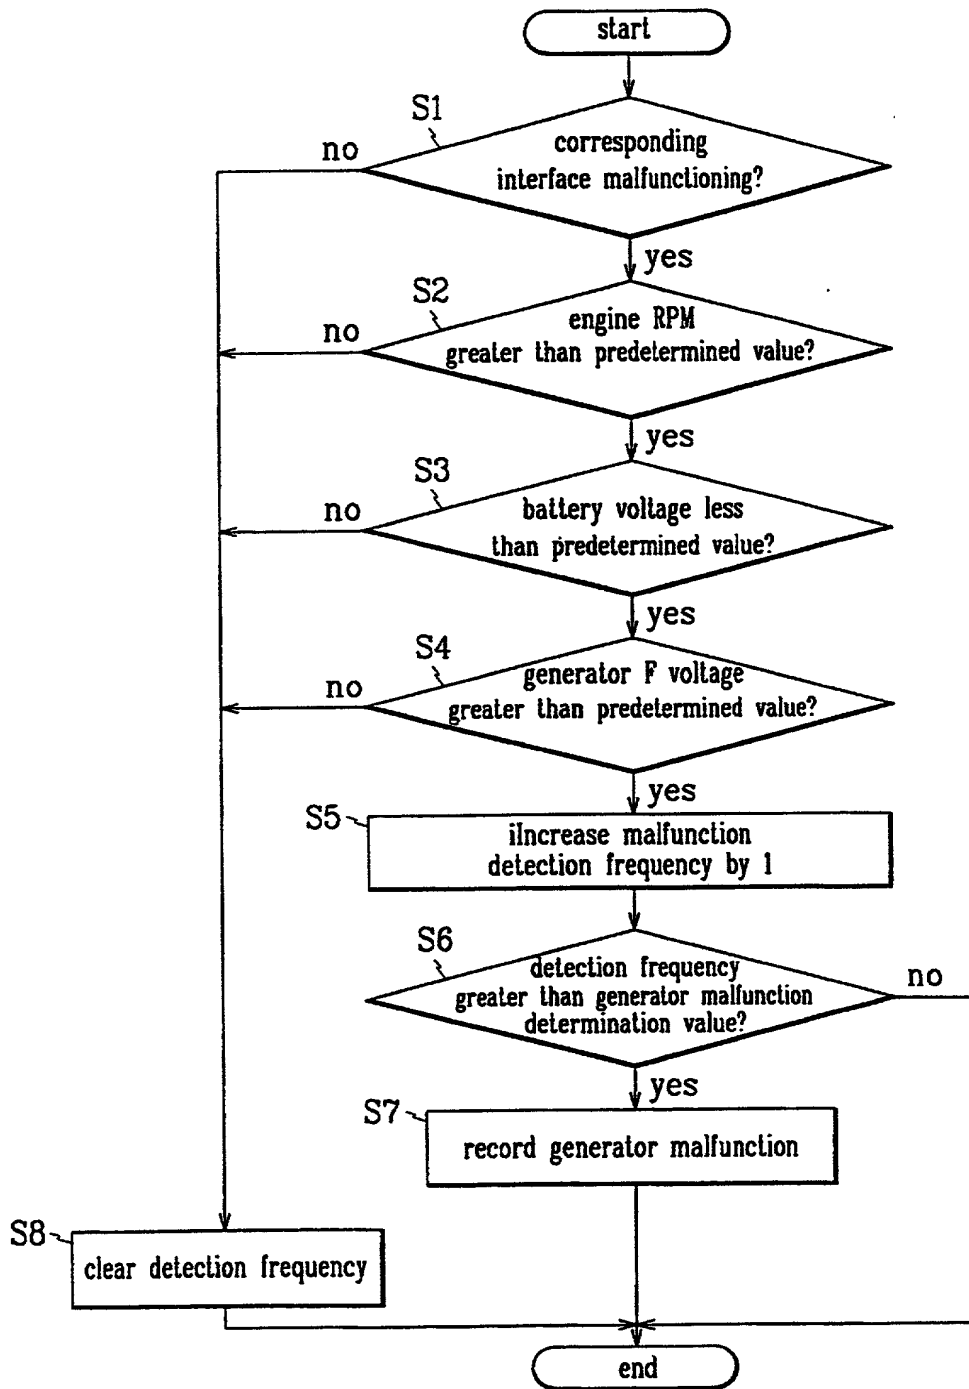 start
S1
corresponding
interface malfunctioning?
no
yes
S2
engine RPM
greater than predetermined value?
no
yes
S3
battery voltage less
than predetermined value?
no
yes
S4
generator F voltage
greater than predetermined value?
no
yes
S5
iIncrease malfunction
detection frequency by 1
S6
detection frequency
greater than generator malfunction
determination value?
no
yes
S7
record generator malfunction
S8
clear detection frequency
end